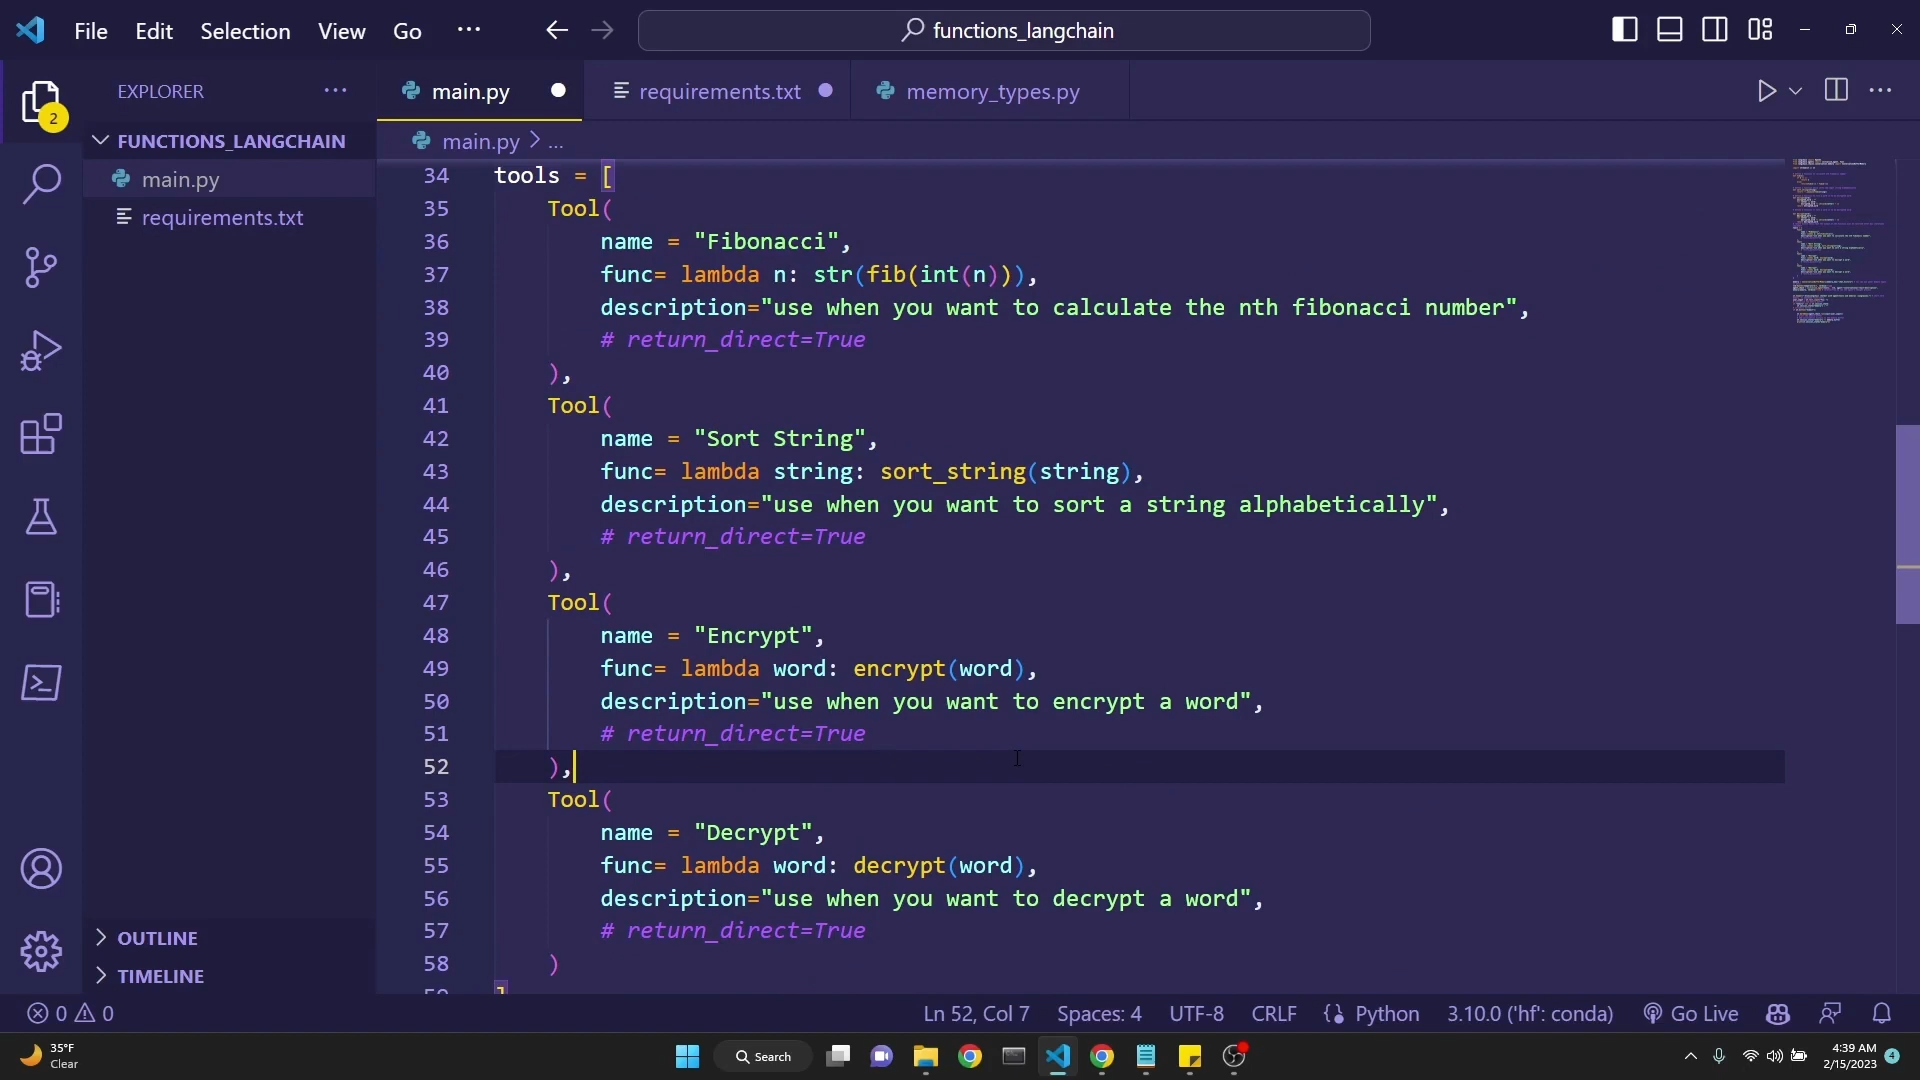 File Edit Selection View Go ···
functions_langchain
2
EXPLORER ···
FUNCTIONS_LANGCHAIN
main.py
requirements.txt
OUTLINE
TIMELINE
main.py requirements.txt memory_types.py
main.py > ...
34 tools = [
35 Tool(
36 name = "Fibonacci",
37 func= lambda n: str(fib(int(n))),
38 description="use when you want to calculate the nth fibonacci number",
39 # return_direct=True
40 ),
41 Tool(
42 name = "Sort String",
43 func= lambda string: sort_string(string),
44 description="use when you want to sort a string alphabetically",
45 # return_direct=True
46 ),
47 Tool(
48 name = "Encrypt",
49 func= lambda word: encrypt(word),
50 description="use when you want to encrypt a word",
51 # return_direct=True
52 ),
53 Tool(
54 name = "Decrypt",
55 func= lambda word: decrypt(word),
56 description="use when you want to decrypt a word",
57 # return_direct=True
58 )
0 0 Ln 52, Col 7 Spaces: 4 UTF-8 CRLF Python 3.10.0 ('hf': conda) Go Live
35°F
Clear
Search
4:39 AM
2/15/2023
4